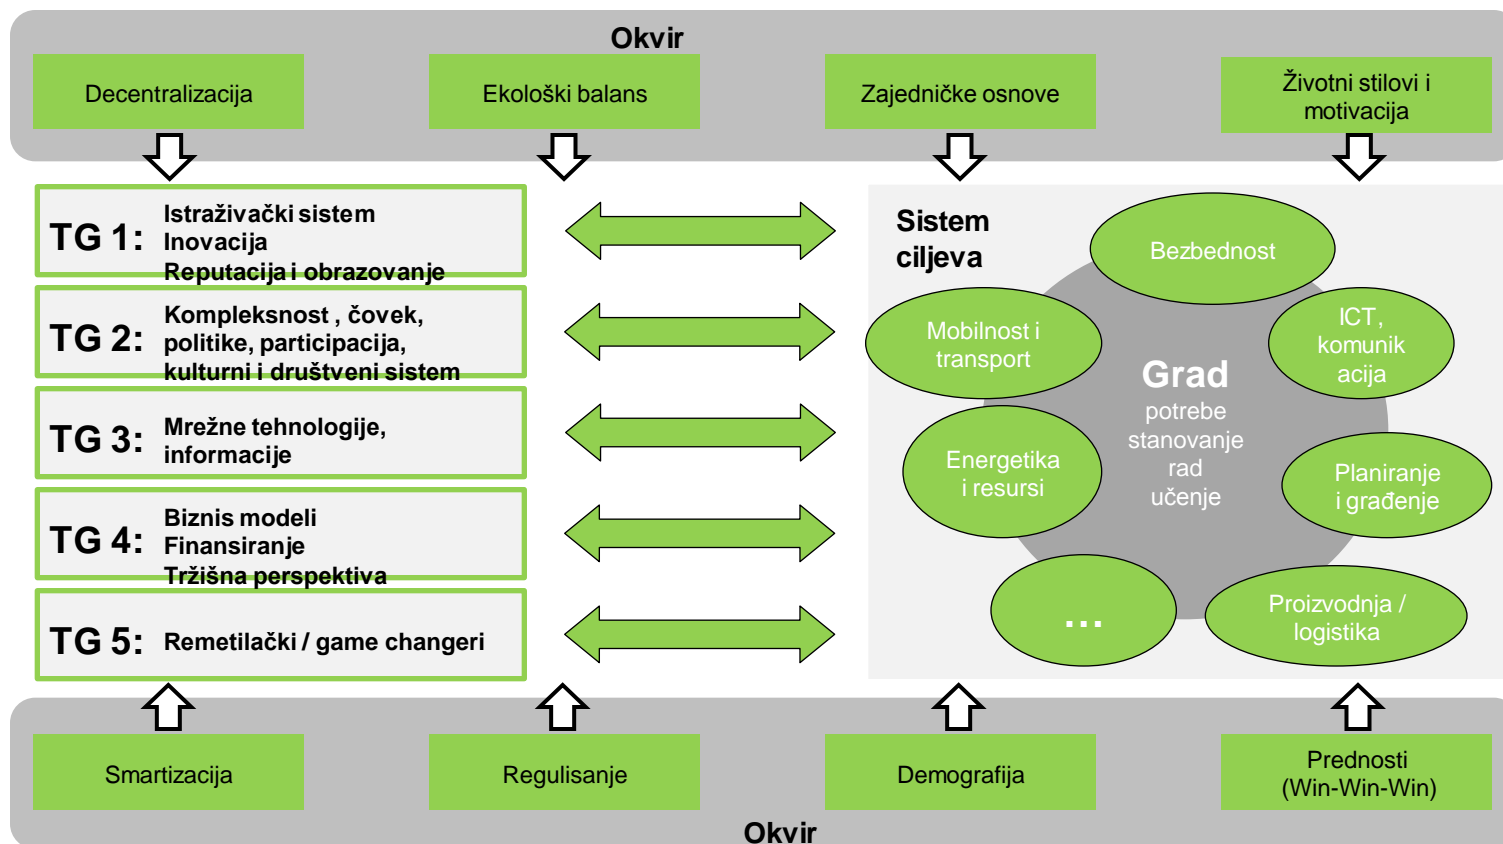 Okvir
Decentralizacija
Ekološki balans
Zajedničke osnove
Životni stilovi i
motivacija
TG 1:
Istraživački sistem
Inovacija
Reputacija i obrazovanje
TG 2:
Kompleksnost , čovek,
politike, participacija,
kulturni i društveni sistem
TG 3:
Mrežne tehnologije,
informacije
TG 4:
Biznis modeli
Finansiranje
Tržišna perspektiva
TG 5:
Remetilački / game changeri
Sistem
ciljeva
Bezbednost
Mobilnost i
transport
ICT,
komunik
acija
Grad
potrebe
stanovanje
rad
učenje
Energetika
i resursi
Planiranje
i građenje
...
Proizvodnja /
logistika
Smartizacija
Regulisanje
Demografija
Prednosti
(Win-Win-Win)
Okvir